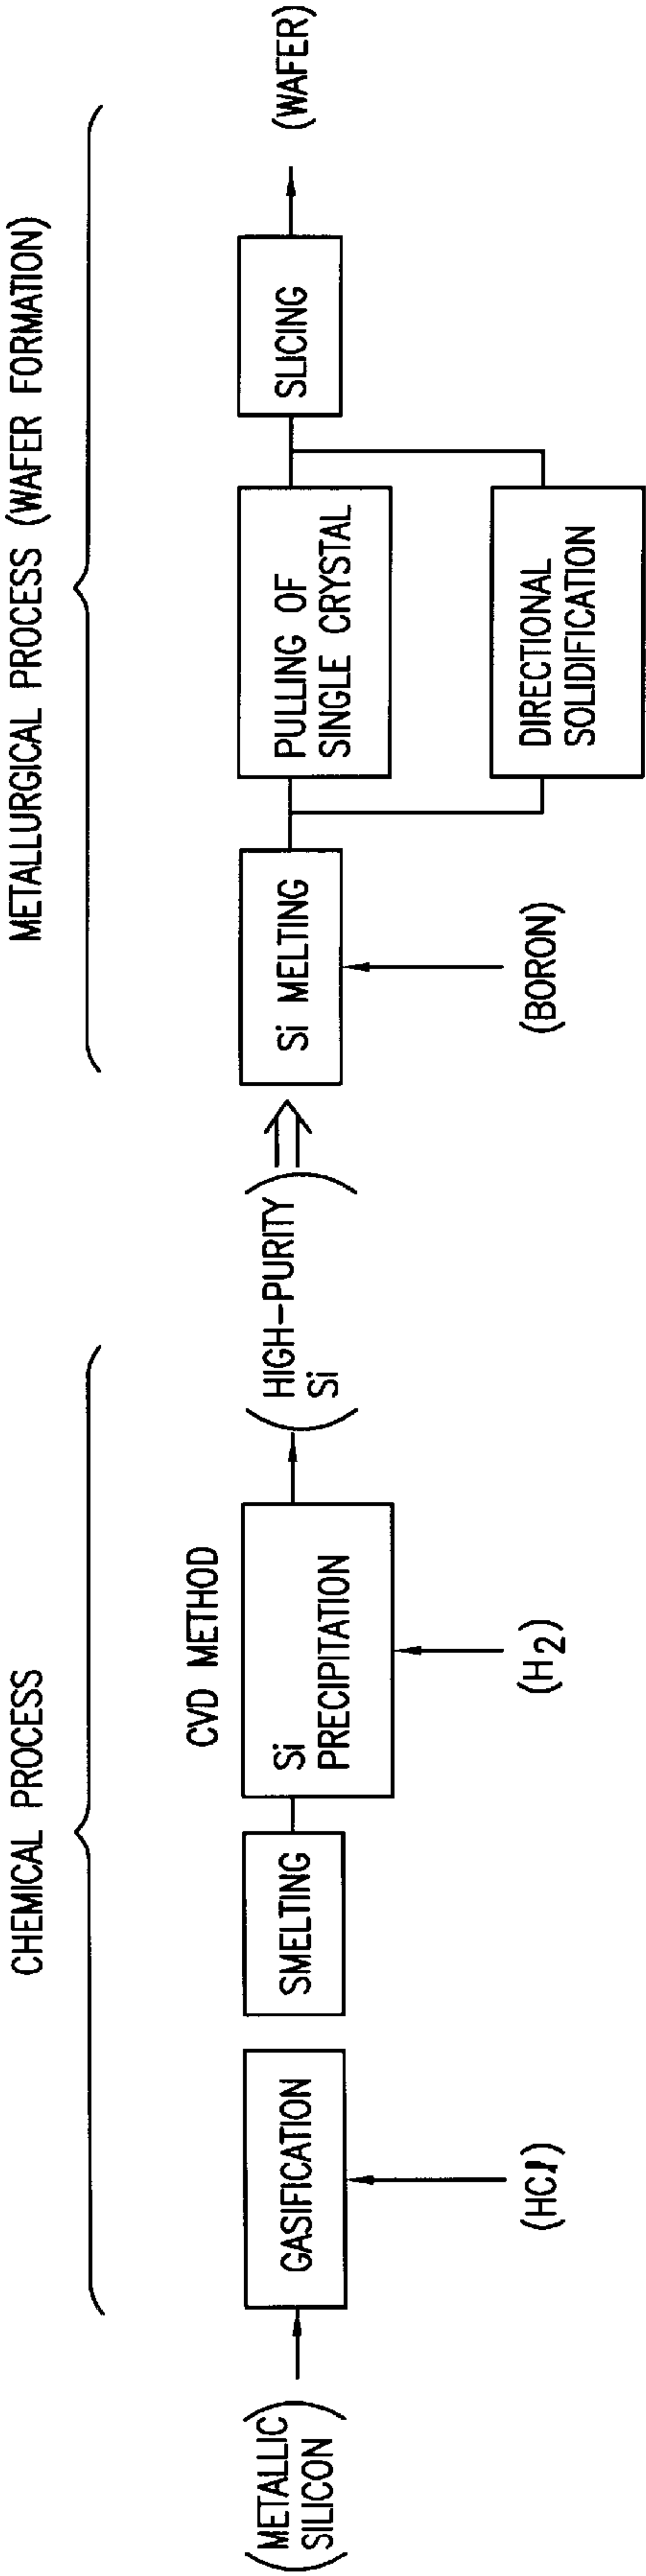 CHEMICAL PROCESS
METALLURGICAL PROCESS (WAFER FORMATION)
CVD METHOD
(METALLIC
SILICON)
GASIFICATION
(HCl)
SMELTING
Si
PRECIPITATION
(H2)
(HIGH-PURITY
Si)
Si MELTING
(BORON)
PULLING OF
SINGLE CRYSTAL
DIRECTIONAL
SOLIDIFICATION
SLICING
(WAFER)